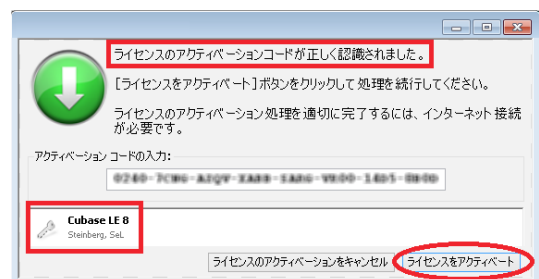 ライセンスのアクティベーションコードが正しく認識されました。
[ライセンスをアクティベート]ボタンをクリックして処理を続行してください。
ライセンスのアクティベーション処理を適切に完了するには、インターネット接続
が必要です。
アクティベーション コードの入力:
Cubase LE 8
Steinberg, SeL
ライセンスのアクティベーションをキャンセル ライセンスをアクティベート